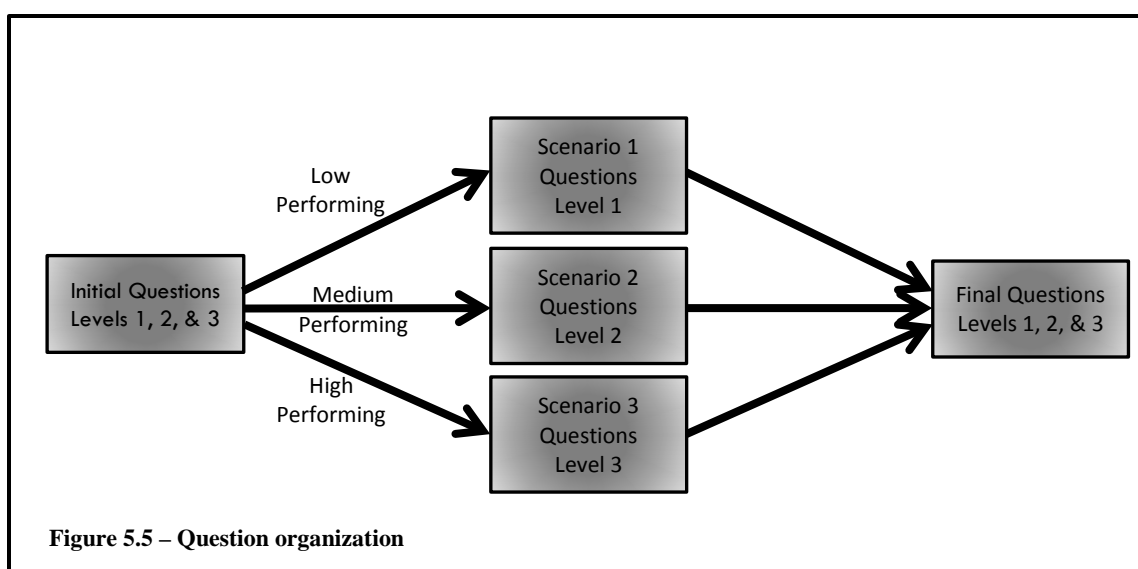 Initial Questions
Levels 1, 2, & 3
Low
Performing
Medium
Performing
High
Performing
Scenario 1
Questions
Level 1
Scenario 2
Questions
Level 2
Scenario 3
Questions
Level 3
Final Questions
Levels 1, 2, & 3
Figure 5.5 – Question organization